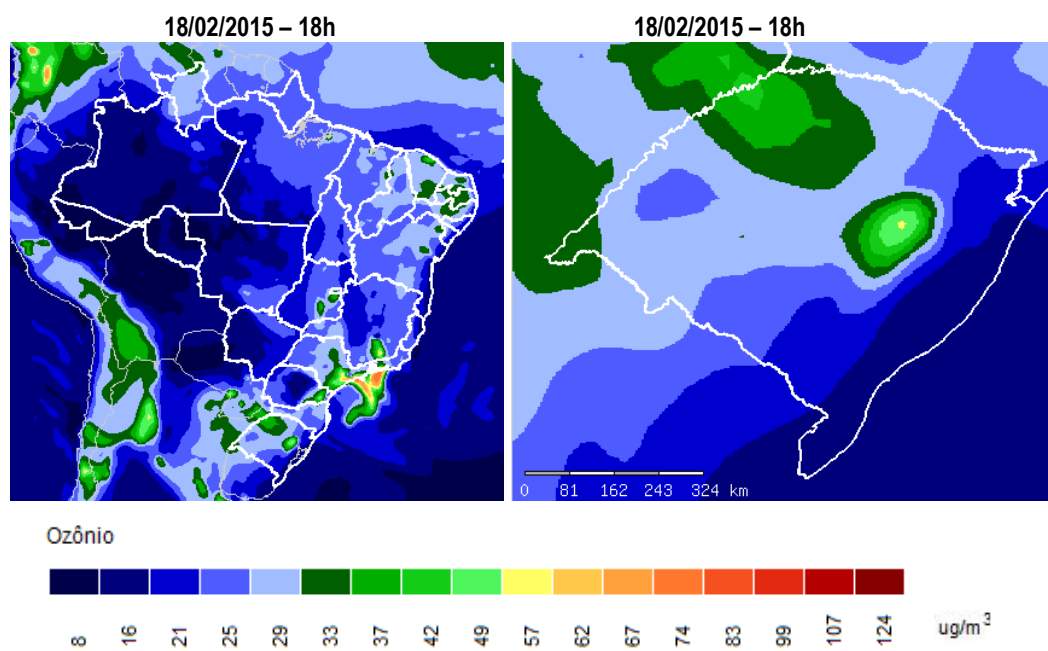 18/02/2015 – 18h 18/02/2015 – 18h
0 81 162 243 324 km
Ozônio
8 16 21 25 29 33 37 42 49 57 62 67 74 83 99 107 124 ug/m³